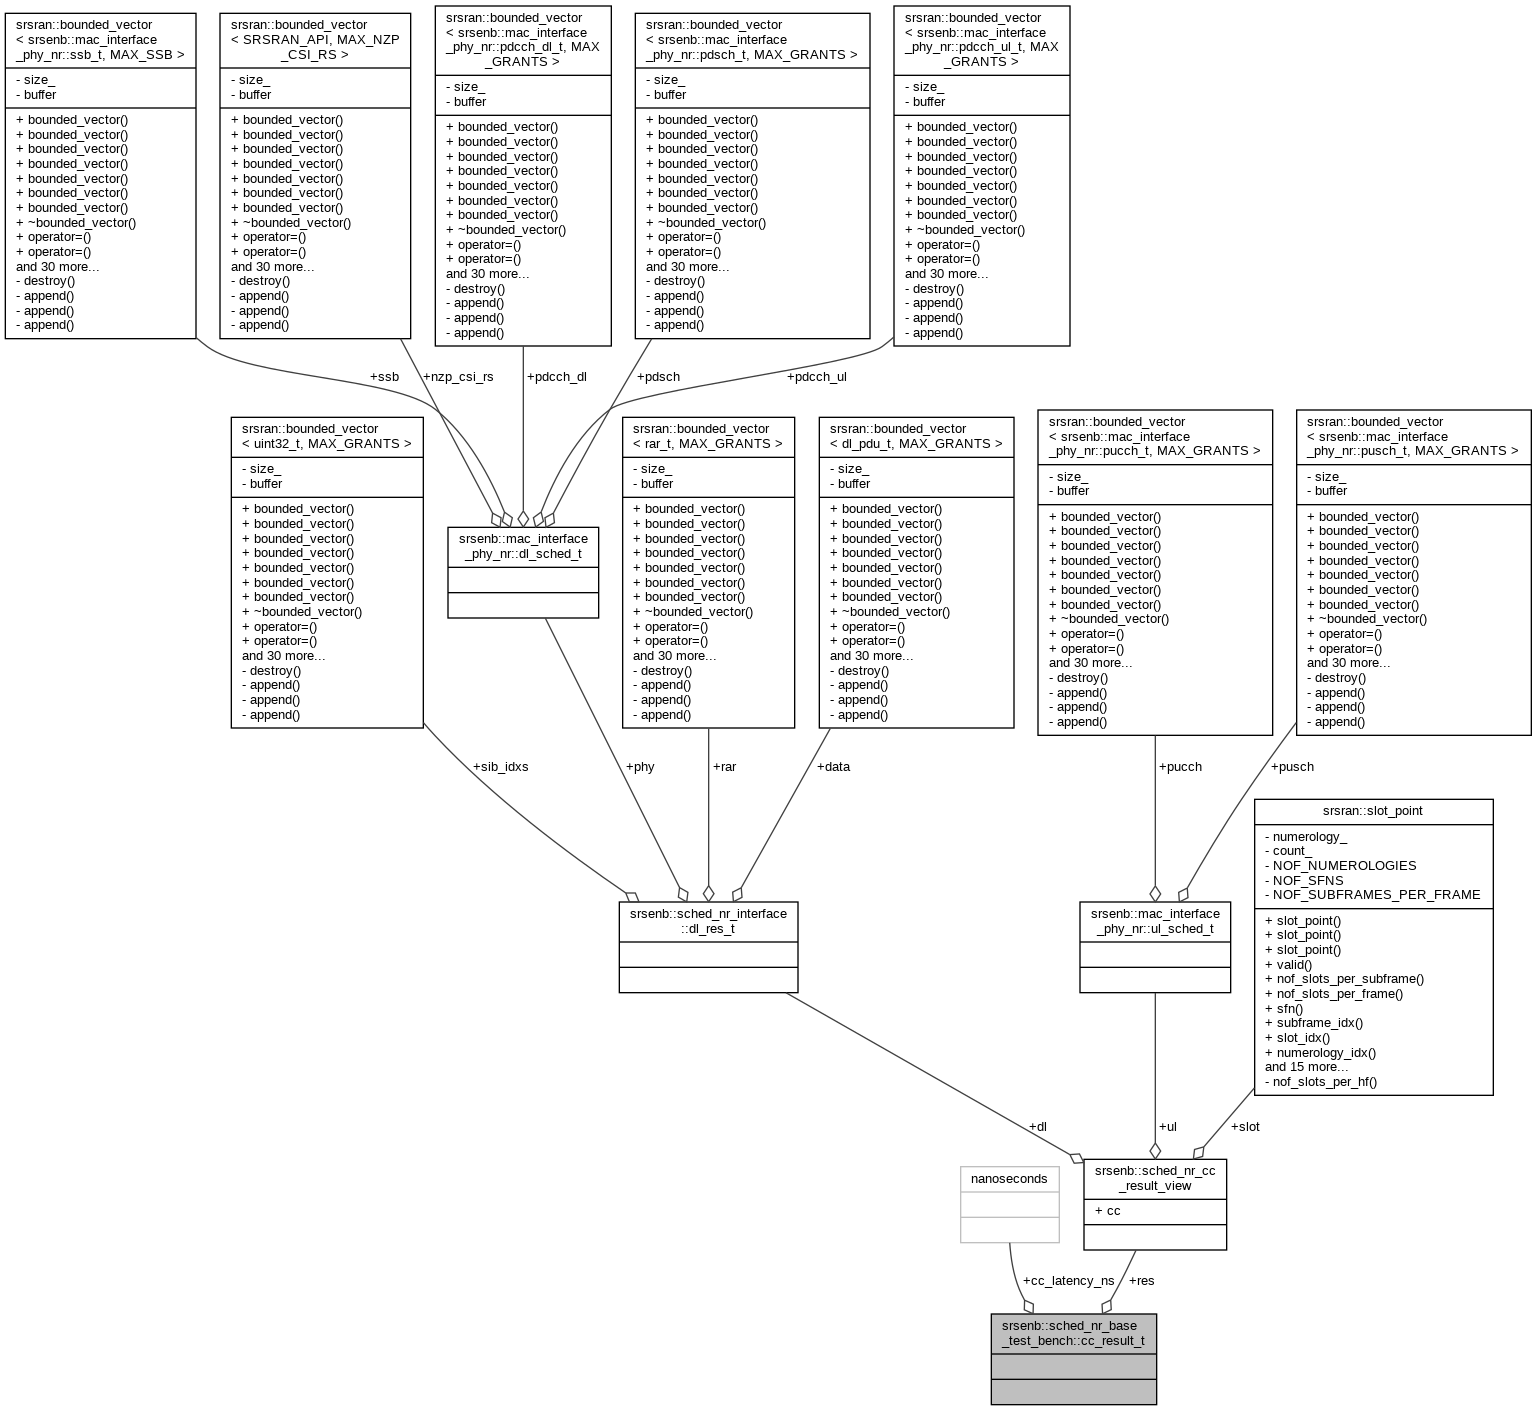 srsran::bounded_vector
< srsenb::mac_interface
_phy_nr::ssb_t, MAX_SSB >
- size_
- buffer
+ bounded_vector()
+ bounded_vector()
+ bounded_vector()
+ bounded_vector()
+ bounded_vector()
+ bounded_vector()
+ bounded_vector()
+ ~bounded_vector()
+ operator=()
+ operator=()
and 30 more...
- destroy()
- append()
- append()
- append()
srsran::bounded_vector
< SRSRAN_API, MAX_NZP
_CSI_RS >
- size_
- buffer
+ bounded_vector()
+ bounded_vector()
+ bounded_vector()
+ bounded_vector()
+ bounded_vector()
+ bounded_vector()
+ bounded_vector()
+ ~bounded_vector()
+ operator=()
+ operator=()
and 30 more...
- destroy()
- append()
- append()
- append()
srsran::bounded_vector
< srsenb::mac_interface
_phy_nr::pdcch_dl_t, MAX
_GRANTS >
- size_
- buffer
+ bounded_vector()
+ bounded_vector()
+ bounded_vector()
+ bounded_vector()
+ bounded_vector()
+ bounded_vector()
+ bounded_vector()
+ ~bounded_vector()
+ operator=()
+ operator=()
and 30 more...
- destroy()
- append()
- append()
- append()
srsran::bounded_vector
< srsenb::mac_interface
_phy_nr::pdsch_t, MAX_GRANTS >
- size_
- buffer
+ bounded_vector()
+ bounded_vector()
+ bounded_vector()
+ bounded_vector()
+ bounded_vector()
+ bounded_vector()
+ bounded_vector()
+ ~bounded_vector()
+ operator=()
+ operator=()
and 30 more...
- destroy()
- append()
- append()
- append()
srsran::bounded_vector
< srsenb::mac_interface
_phy_nr::pdcch_ul_t, MAX
_GRANTS >
- size_
- buffer
+ bounded_vector()
+ bounded_vector()
+ bounded_vector()
+ bounded_vector()
+ bounded_vector()
+ bounded_vector()
+ bounded_vector()
+ ~bounded_vector()
+ operator=()
+ operator=()
and 30 more...
- destroy()
- append()
- append()
- append()
+ssb
+nzp_csi_rs
+pdcch_dl
+pdsch
+pdcch_ul
srsran::bounded_vector
< uint32_t, MAX_GRANTS >
- size_
- buffer
+ bounded_vector()
+ bounded_vector()
+ bounded_vector()
+ bounded_vector()
+ bounded_vector()
+ bounded_vector()
+ bounded_vector()
+ ~bounded_vector()
+ operator=()
+ operator=()
and 30 more...
- destroy()
- append()
- append()
- append()
srsenb::mac_interface
_phy_nr::dl_sched_t
srsran::bounded_vector
< rar_t, MAX_GRANTS >
- size_
- buffer
+ bounded_vector()
+ bounded_vector()
+ bounded_vector()
+ bounded_vector()
+ bounded_vector()
+ bounded_vector()
+ bounded_vector()
+ ~bounded_vector()
+ operator=()
+ operator=()
and 30 more...
- destroy()
- append()
- append()
- append()
srsran::bounded_vector
< dl_pdu_t, MAX_GRANTS >
- size_
- buffer
+ bounded_vector()
+ bounded_vector()
+ bounded_vector()
+ bounded_vector()
+ bounded_vector()
+ bounded_vector()
+ bounded_vector()
+ ~bounded_vector()
+ operator=()
+ operator=()
and 30 more...
- destroy()
- append()
- append()
- append()
srsran::bounded_vector
< srsenb::mac_interface
_phy_nr::pucch_t, MAX_GRANTS >
- size_
- buffer
+ bounded_vector()
+ bounded_vector()
+ bounded_vector()
+ bounded_vector()
+ bounded_vector()
+ bounded_vector()
+ bounded_vector()
+ ~bounded_vector()
+ operator=()
+ operator=()
and 30 more...
- destroy()
- append()
- append()
- append()
srsran::bounded_vector
< srsenb::mac_interface
_phy_nr::pusch_t, MAX_GRANTS >
- size_
- buffer
+ bounded_vector()
+ bounded_vector()
+ bounded_vector()
+ bounded_vector()
+ bounded_vector()
+ bounded_vector()
+ bounded_vector()
+ ~bounded_vector()
+ operator=()
+ operator=()
and 30 more...
- destroy()
- append()
- append()
- append()
+sib_idxs
+phy
+rar
+data
+pucch
+pusch
srsenb::sched_nr_interface
::dl_res_t
srsenb::mac_interface
_phy_nr::ul_sched_t
srsran::slot_point
- numerology_
- count_
- NOF_NUMEROLOGIES
- NOF_SFNS
- NOF_SUBFRAMES_PER_FRAME
+ slot_point()
+ slot_point()
+ slot_point()
+ valid()
+ nof_slots_per_subframe()
+ nof_slots_per_frame()
+ sfn()
+ subframe_idx()
+ slot_idx()
+ numerology_idx()
and 15 more...
- nof_slots_per_hf()
+dl
+ul
+slot
nanoseconds
srsenb::sched_nr_cc
_result_view
+ cc
+cc_latency_ns
+res
srsenb::sched_nr_base
_test_bench::cc_result_t